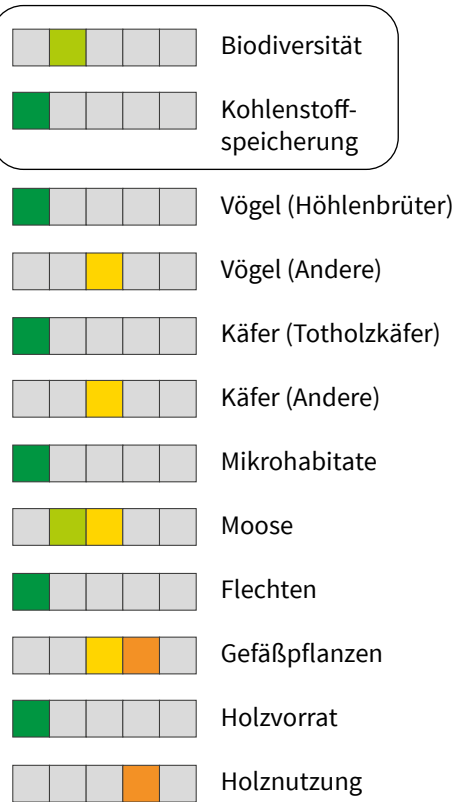 Biodiversität
Kohlenstoff-
speicherung
Vögel (Höhlenbrüter)
Vögel (Andere)
Käfer (Totholzkäfer)
Käfer (Andere)
Mikrohabitate
Moose
Flechten
Gefäßpflanzen
Holzvorrat
Holznutzung